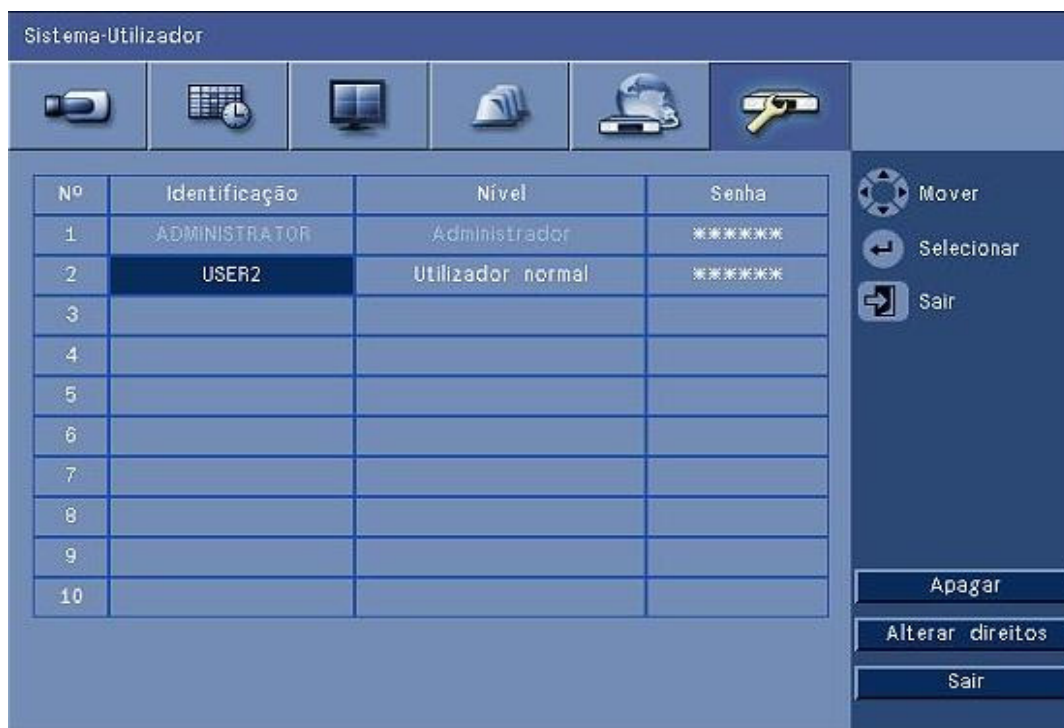 Sistema-Utilizador
Nº Identificação Nível Senha
1 ADMINISTRATOR Administrador ******
2 USER2 Utilizador normal ******
3
4
5
6
7
8
9
10
Mover
Selecionar
Sair
Apagar
Alterar direitos
Sair